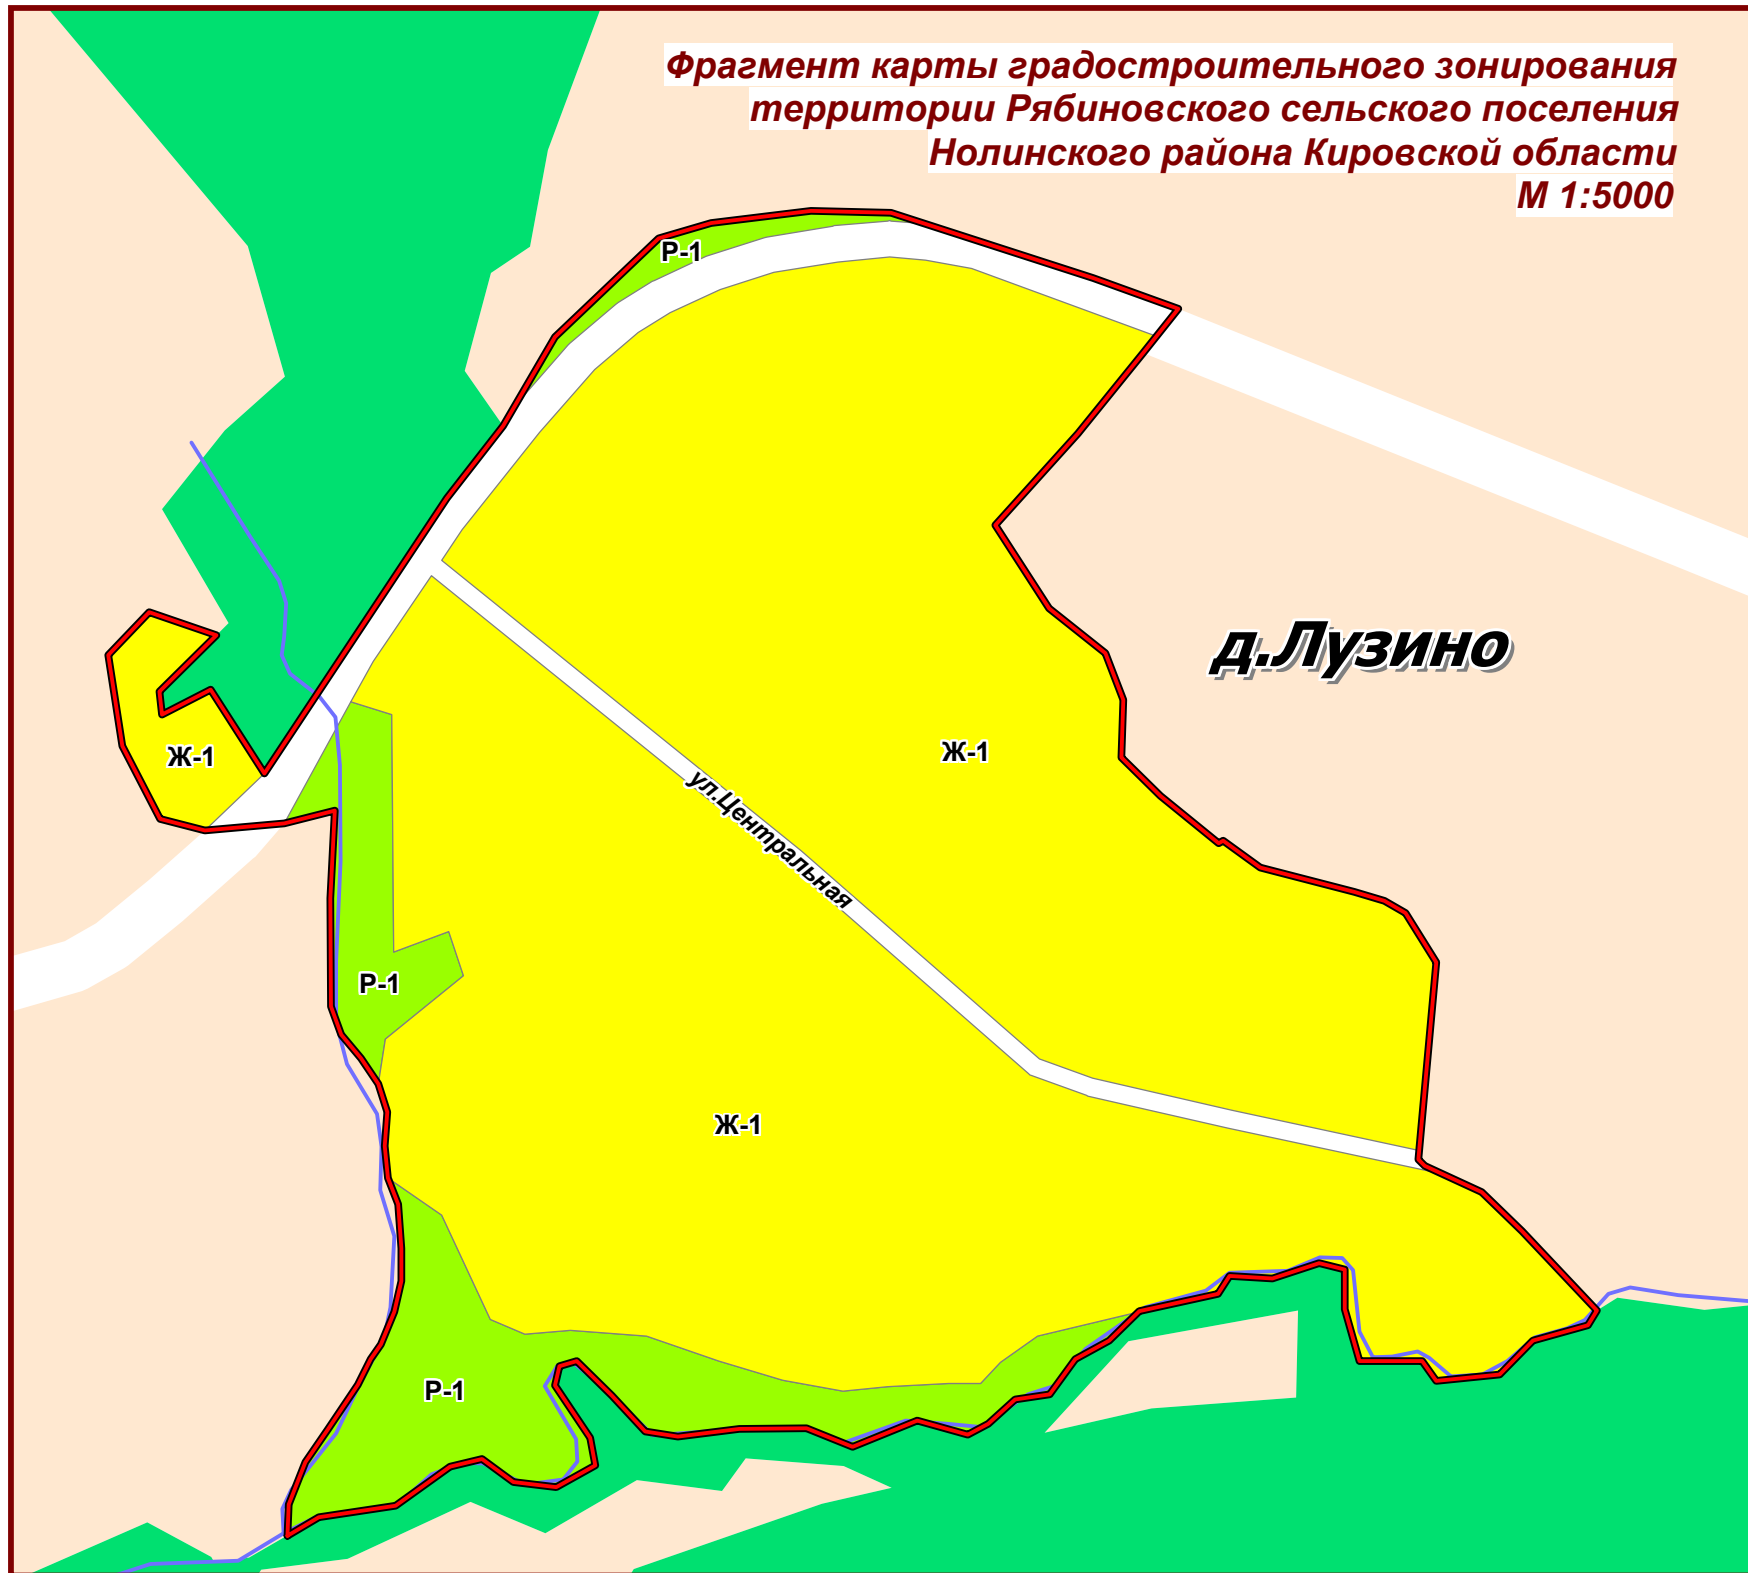 Фрагмент карты градостроительного зонирования
территории Рябиновского сельского поселения
Нолинского района Кировской области
М 1:5000
Р-1
д.Лузино
Ж-1
Ж-1
ул.Центральная
Р-1
Ж-1
Р-1